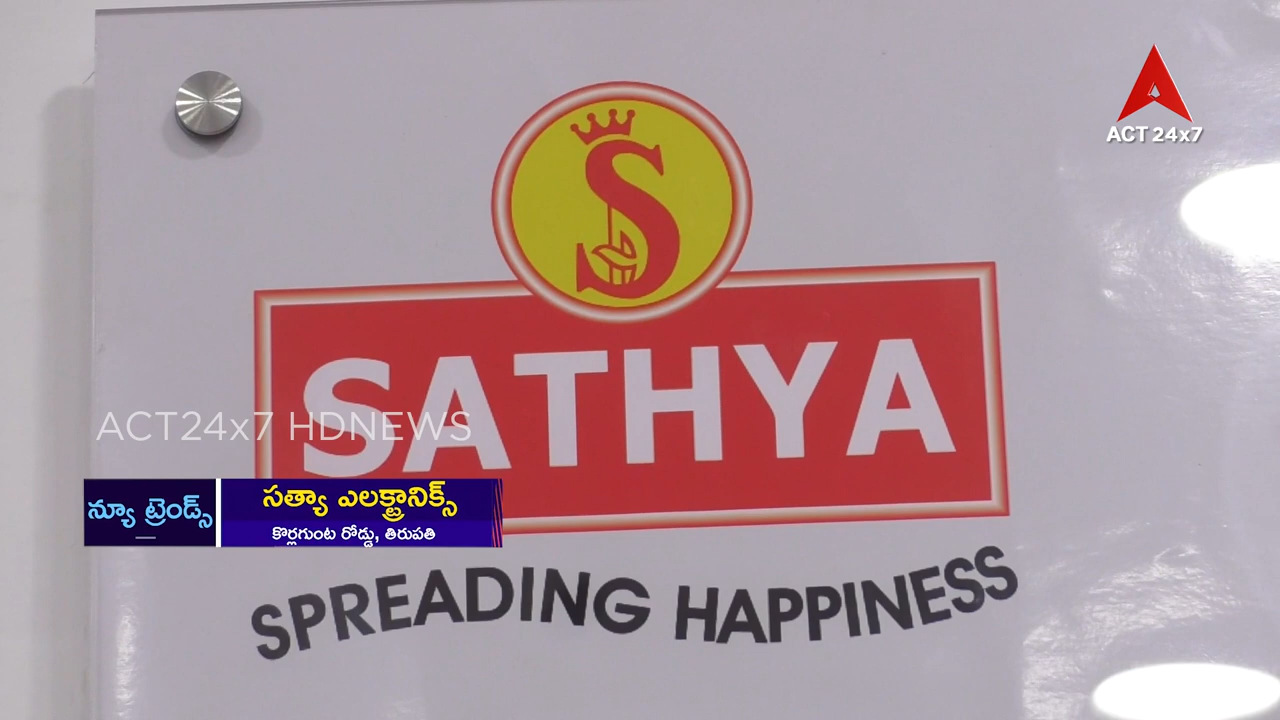 ACT 24x7
S
SATHYA
ACT24x7 HDNEWS
న్యూ ట్రెండ్స్
సత్యా ఎలక్ట్రానిక్స్
కొర్లగుంట రోడ్డు, తిరుపతి
SPREADING HAPPINESS